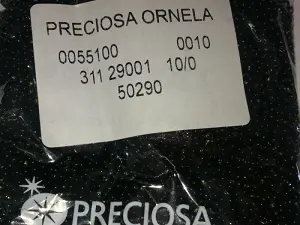 PRECIOSA ORNELA
0055100 0010
311 29001 10/0
50290
PRECIOSA